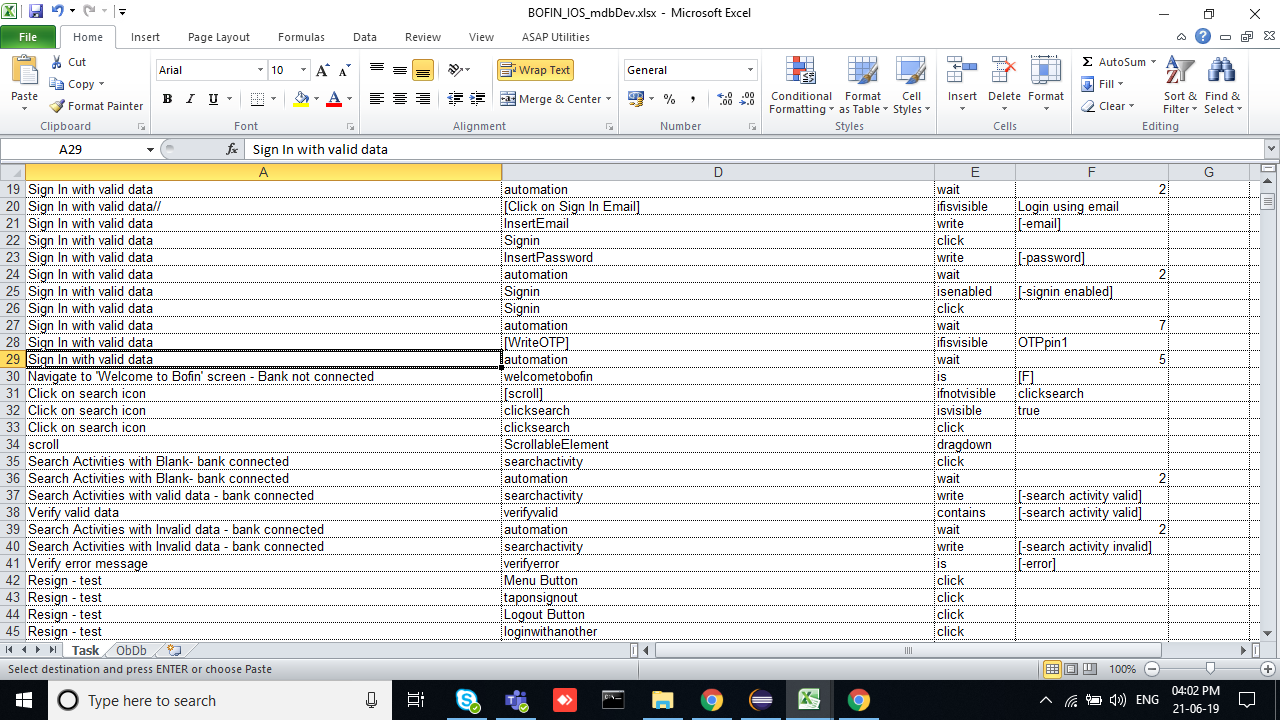 BOFIN_IOS_mdbDev.xlsx - Microsoft Excel
File Home Insert Page Layout Formulas Data Review View ASAP Utilities
Paste Cut Copy Format Painter Clipboard
Arial 10 A A B I U A Font
Wrap Text Merge & Center Alignment
General % , .00 .00 Number
Conditional Formatting Format as Table Cell Styles Styles
Insert Delete Format Cells
Σ AutoSum Fill Clear Sort & Filter Find & Select Editing
A29 fx Sign In with valid data
A D E F G
19 Sign In with valid data automation wait 2
20 Sign In with valid data// [Click on Sign In Email] ifisvisible Login using email
21 Sign In with valid data InsertEmail write [-email]
22 Sign In with valid data Signin click
23 Sign In with valid data InsertPassword write [-password]
24 Sign In with valid data automation wait 2
25 Sign In with valid data Signin isenabled [-signin enabled]
26 Sign In with valid data Signin click
27 Sign In with valid data automation wait 7
28 Sign In with valid data [WriteOTP] ifisvisible OTPpin1
29 Sign In with valid data automation wait 5
30 Navigate to 'Welcome to Bofin' screen - Bank not connected welcometobofin is [F]
31 Click on search icon [scroll] ifnotvisible clicksearch
32 Click on search icon clicksearch isvisible true
33 Click on search icon clicksearch click
34 scroll ScrollableElement dragdown
35 Search Activities with Blank- bank connected searchactivity click
36 Search Activities with Blank- bank connected automation wait 2
37 Search Activities with valid data - bank connected searchactivity write [-search activity valid]
38 Verify valid data verifyvalid contains [-search activity valid]
39 Search Activities with Invalid data - bank connected automation wait 2
40 Search Activities with Invalid data - bank connected searchactivity write [-search activity invalid]
41 Verify error message verifyerror is [-error]
42 Resign - test Menu Button click
43 Resign - test taponsignout click
44 Resign - test Logout Button click
45 Resign - test loginwithanother click
Task ObDb
Select destination and press ENTER or choose Paste 100%
Type here to search ENG 04:02 PM
21-06-19